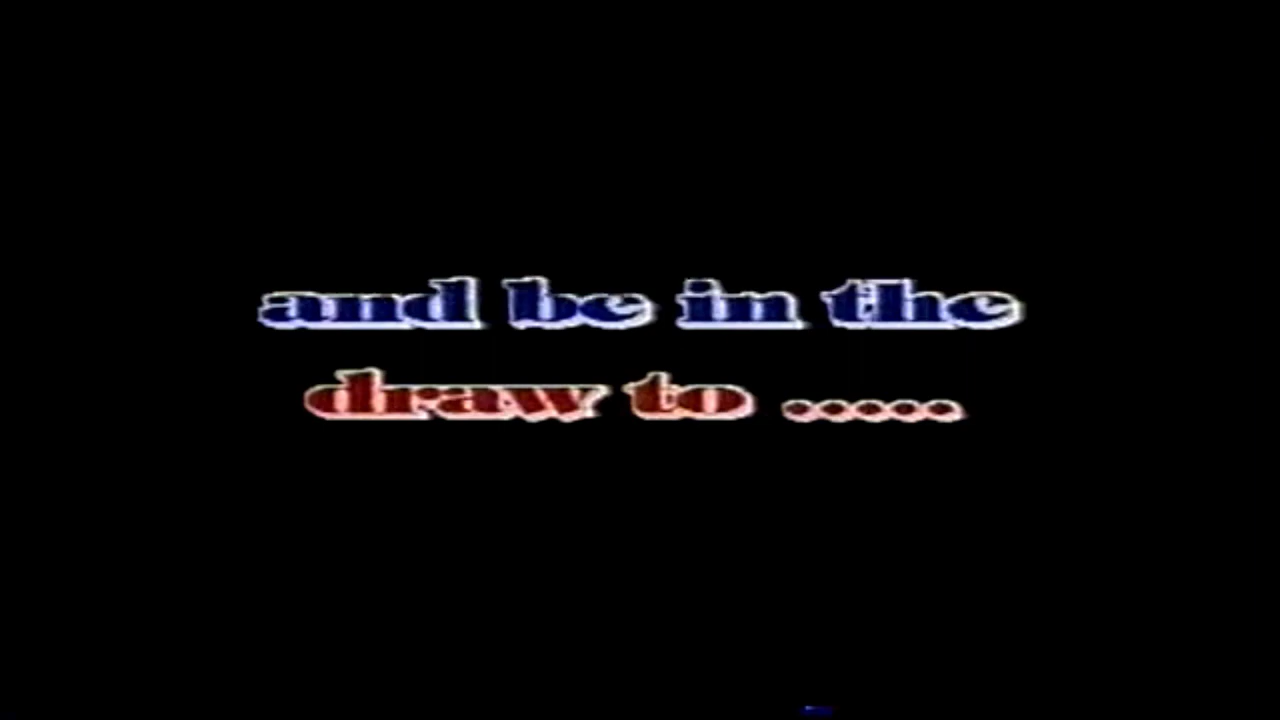 and be in the
draw to .....